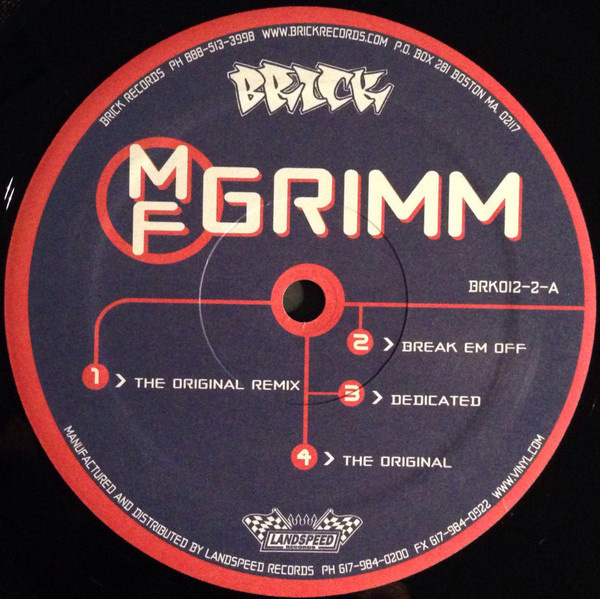 BRICK RECORDS PH 888-513-3998 WWW.BRICKRECORDS.COM P.O. BOX 281 BOSTON MA, 02117
BRICK
MF GRIMM
BRK012-2-A
1 > THE ORIGINAL REMIX
2 > BREAK EM OFF
3 > DEDICATED
4 > THE ORIGINAL
LANDSPEED
RECORDS
MANUFACTURED AND DISTRIBUTED BY LANDSPEED RECORDS PH 617-984-0200 FX 617-984-0922 WWW.VINYL.COM